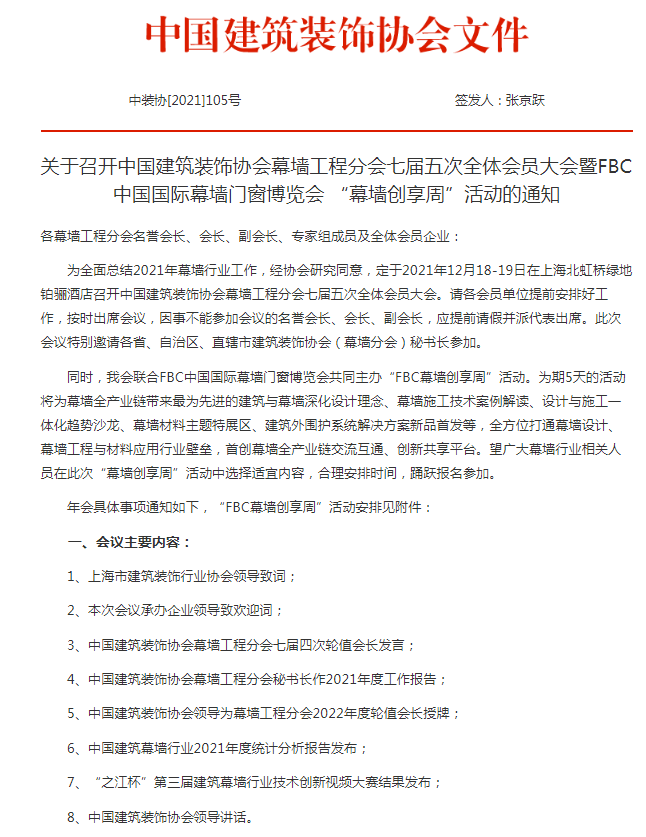 中国建筑装饰协会文件
中装协[2021]105号 签发人：张京跃
关于召开中国建筑装饰协会幕墙工程分会七届五次全体会员大会暨FBC
中国国际幕墙门窗博览会 “幕墙创享周”活动的通知
各幕墙工程分会名誉会长、会长、副会长、专家组成员及全体会员企业：
为全面总结2021年幕墙行业工作，经协会研究同意，定于2021年12月18-19日在上海北虹桥绿地
铂骊酒店召开中国建筑装饰协会幕墙工程分会七届五次全体会员大会。请各会员单位提前安排好工
作，按时出席会议，因事不能参加会议的名誉会长、会长、副会长，应提前请假并派代表出席。此次
会议特别邀请各省、自治区、直辖市建筑装饰协会（幕墙分会）秘书长参加。
同时，我会联合FBC中国国际幕墙门窗博览会共同主办“FBC幕墙创享周”活动。为期5天的活动
将为幕墙全产业链带来最为先进的建筑与幕墙深化设计理念、幕墙施工技术案例解读、设计与施工一
体化趋势沙龙、幕墙材料主题特展区、建筑外围护系统解决方案新品首发等，全方位打通幕墙设计、
幕墙工程与材料应用行业壁垒，首创幕墙全产业链交流互通、创新共享平台。望广大幕墙行业相关人
员在此次“幕墙创享周”活动中选择适宜内容，合理安排时间，踊跃报名参加。
年会具体事项通知如下，“FBC幕墙创享周”活动安排见附件：
一、会议主要内容：
1、上海市建筑装饰行业协会领导致词；
2、本次会议承办企业领导致欢迎词；
3、中国建筑装饰协会幕墙工程分会七届四次轮值会长发言；
4、中国建筑装饰协会幕墙工程分会秘书长作2021年度工作报告；
5、中国建筑装饰协会领导为幕墙工程分会2022年度轮值会长授牌；
6、中国建筑幕墙行业2021年度统计分析报告发布；
7、“之江杯”第三届建筑幕墙行业技术创新视频大赛结果发布；
8、中国建筑装饰协会领导讲话。